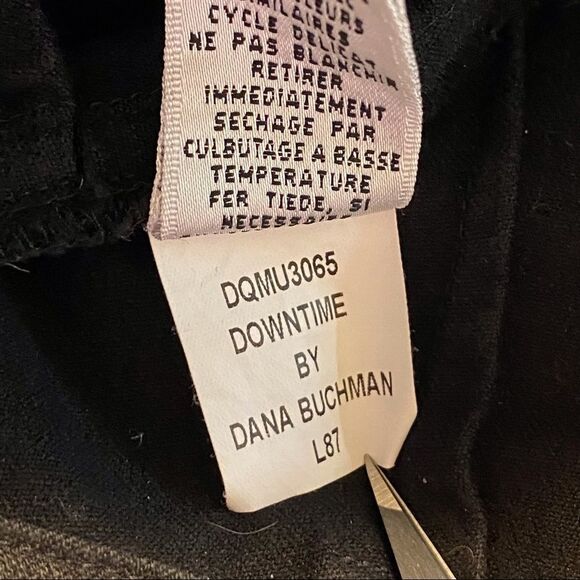 CYCLE DELICAT
NE PAS BLANCHIR
RETIRER
IMMEDIATEMENT
SECHAGE PAR
CULBUTAGE A BASSE
TEMPERATURE
FER TIEDE, SI
NECESSAIRE
DQMU3065
DOWNTIME
BY
DANA BUCHMAN
L87